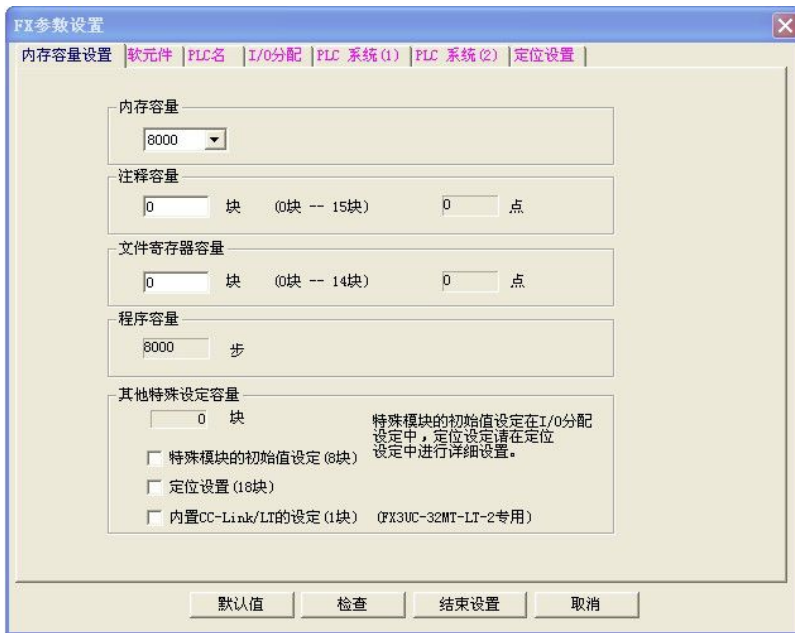 FX参数设置
内存容量设置 软元件 PLC名 I/O分配 PLC 系统(1) PLC 系统(2) 定位设置
内存容量
8000
注释容量
0 块 (0块 -- 15块) 0 点
文件寄存器容量
0 块 (0块 -- 14块) 0 点
程序容量
8000 步
其他特殊设定容量
0 块
特殊模块的初始值设定在I/O分配
设定中，定位设定请在定位
设定中进行详细设置。
特殊模块的初始值设定(8块)
定位设置(18块)
内置CC-Link/LT的设定(1块) (FX3UC-32MT-LT-2专用)
默认值 检查 结束设置 取消